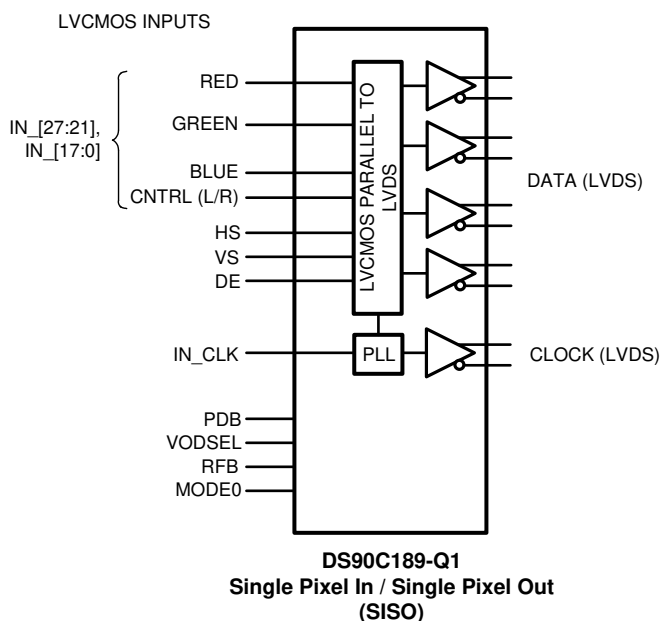 LVCMOS INPUTS
RED
GREEN
IN_[27:21],
IN_[17:0]
BLUE
CNTRL (L/R)
HS
VS
DE
LVCMOS PARALLEL TO
LVDS
DATA (LVDS)
IN_CLK
PLL
CLOCK (LVDS)
PDB
VODSEL
RFB
MODE0
DS90C189-Q1
Single Pixel In / Single Pixel Out
(SISO)